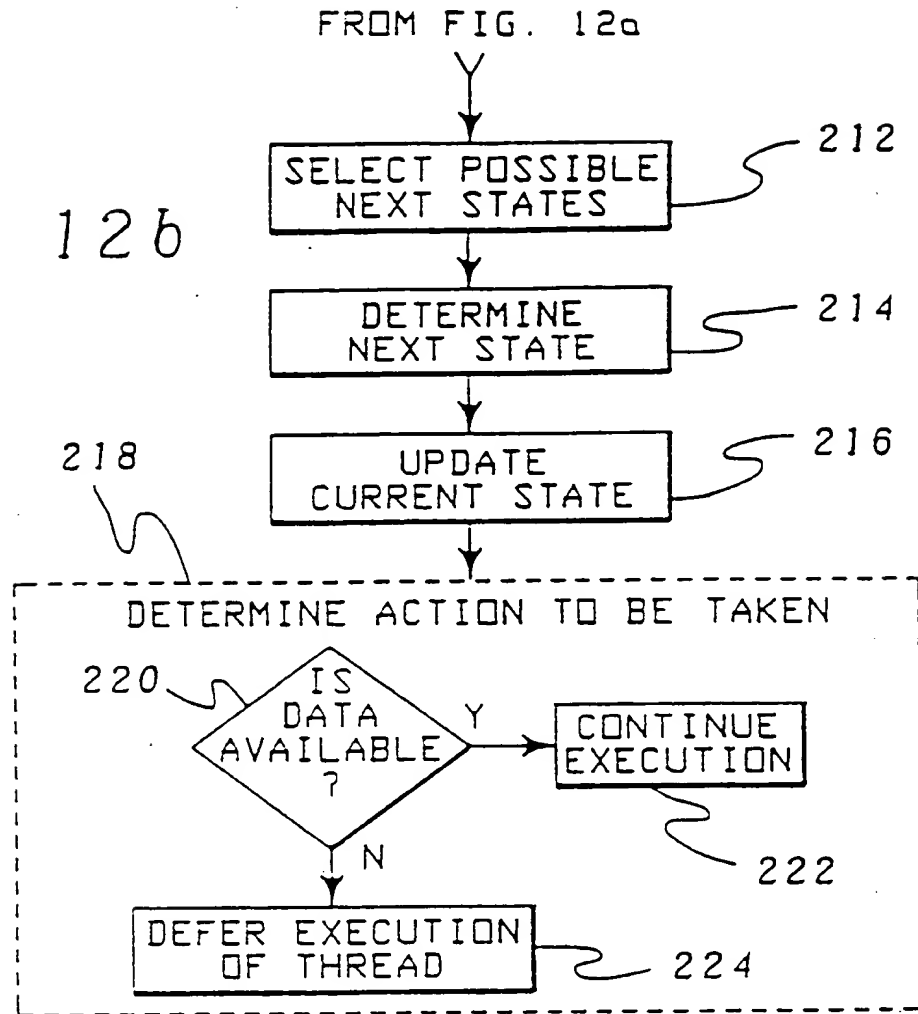 FROM FIG. 12a
212
SELECT POSSIBLE
NEXT STATES
12b
214
DETERMINE
NEXT STATE
216
UPDATE
CURRENT STATE
218
DETERMINE ACTION TO BE TAKEN
220
IS
DATA
AVAILABLE
?
Y
CONTINUE
EXECUTION
222
N
DEFER EXECUTION
OF THREAD
224